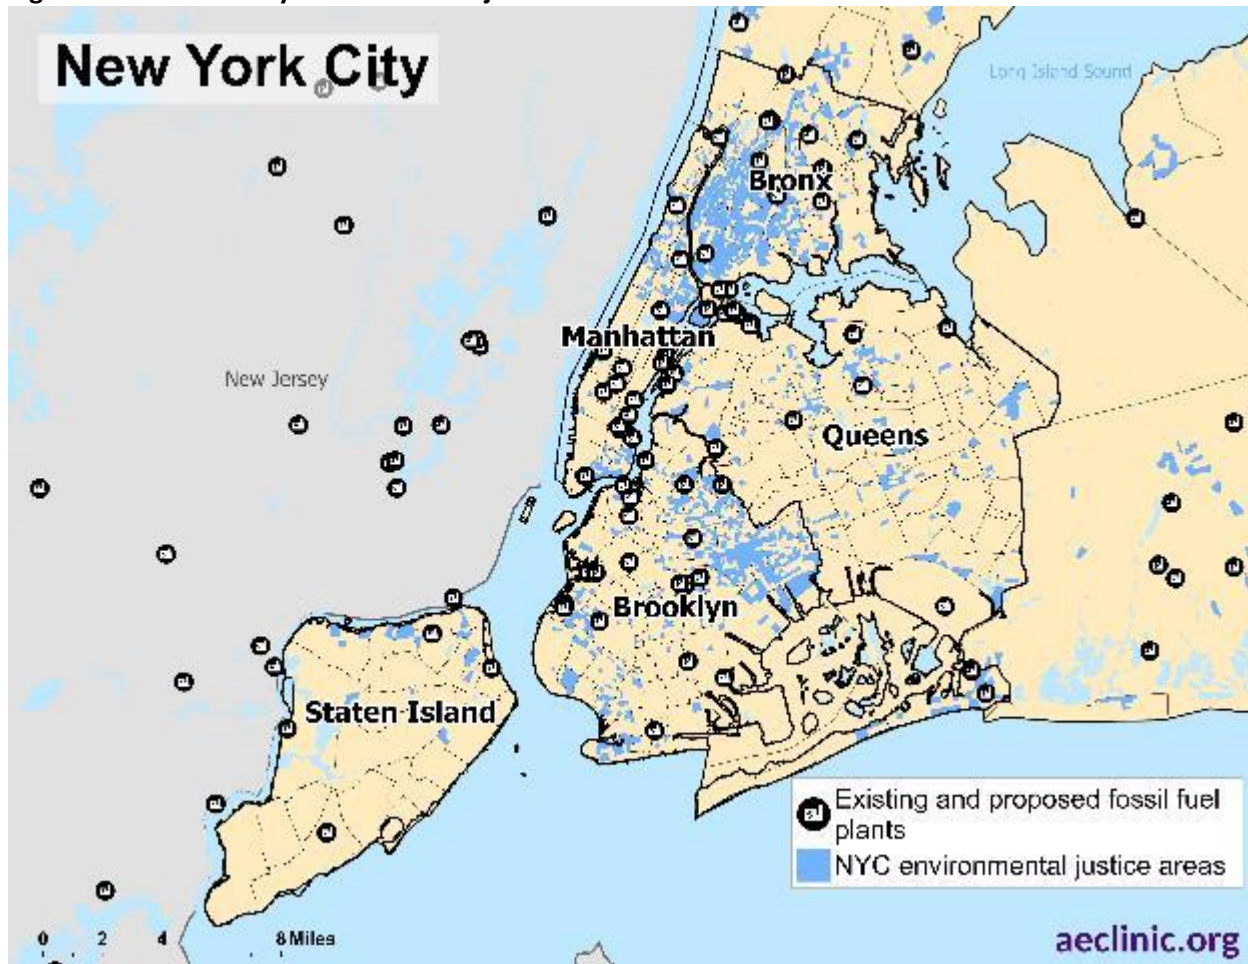 New York City
Long Island Sound
Bronx
Manhattan
New Jersey
Queens
Brooklyn
Staten Island
Existing and proposed fossil fuel
plants
NYC environmental justice areas
0 2 4 8 Miles
aeclinic.org